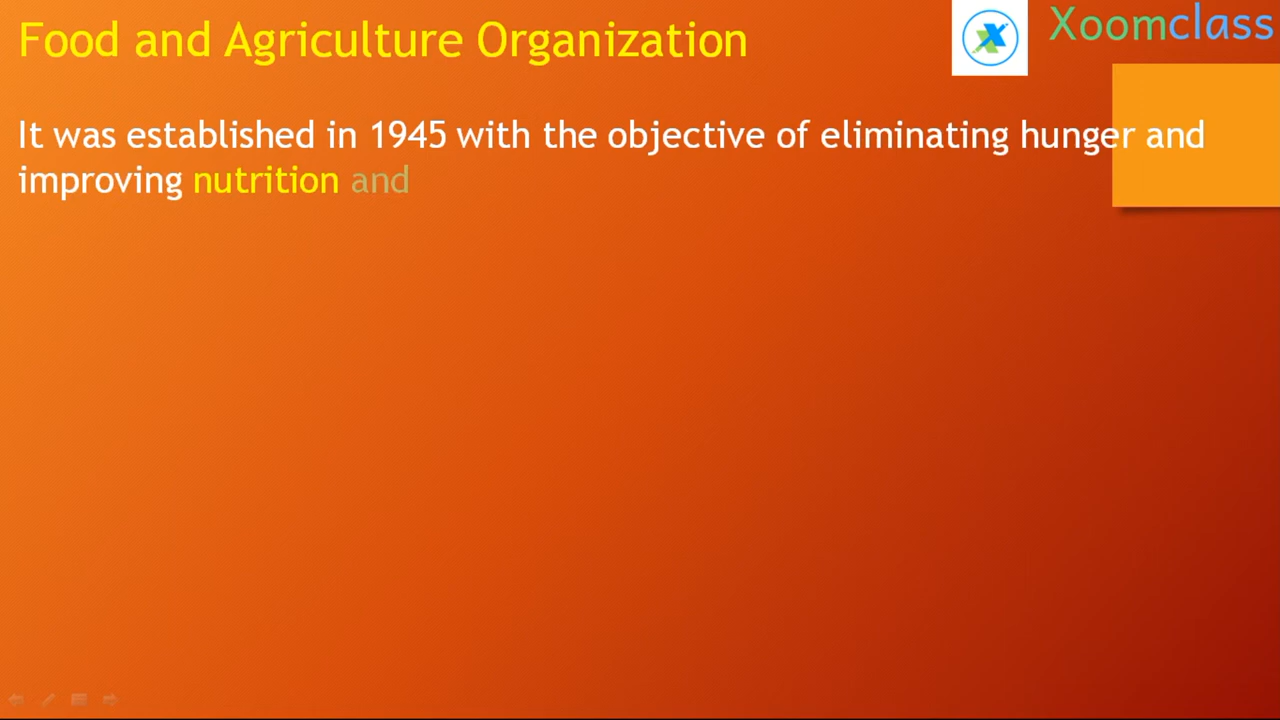 Food and Agriculture Organization
Xoomclass
It was established in 1945 with the objective of eliminating hunger and
improving nutrition and